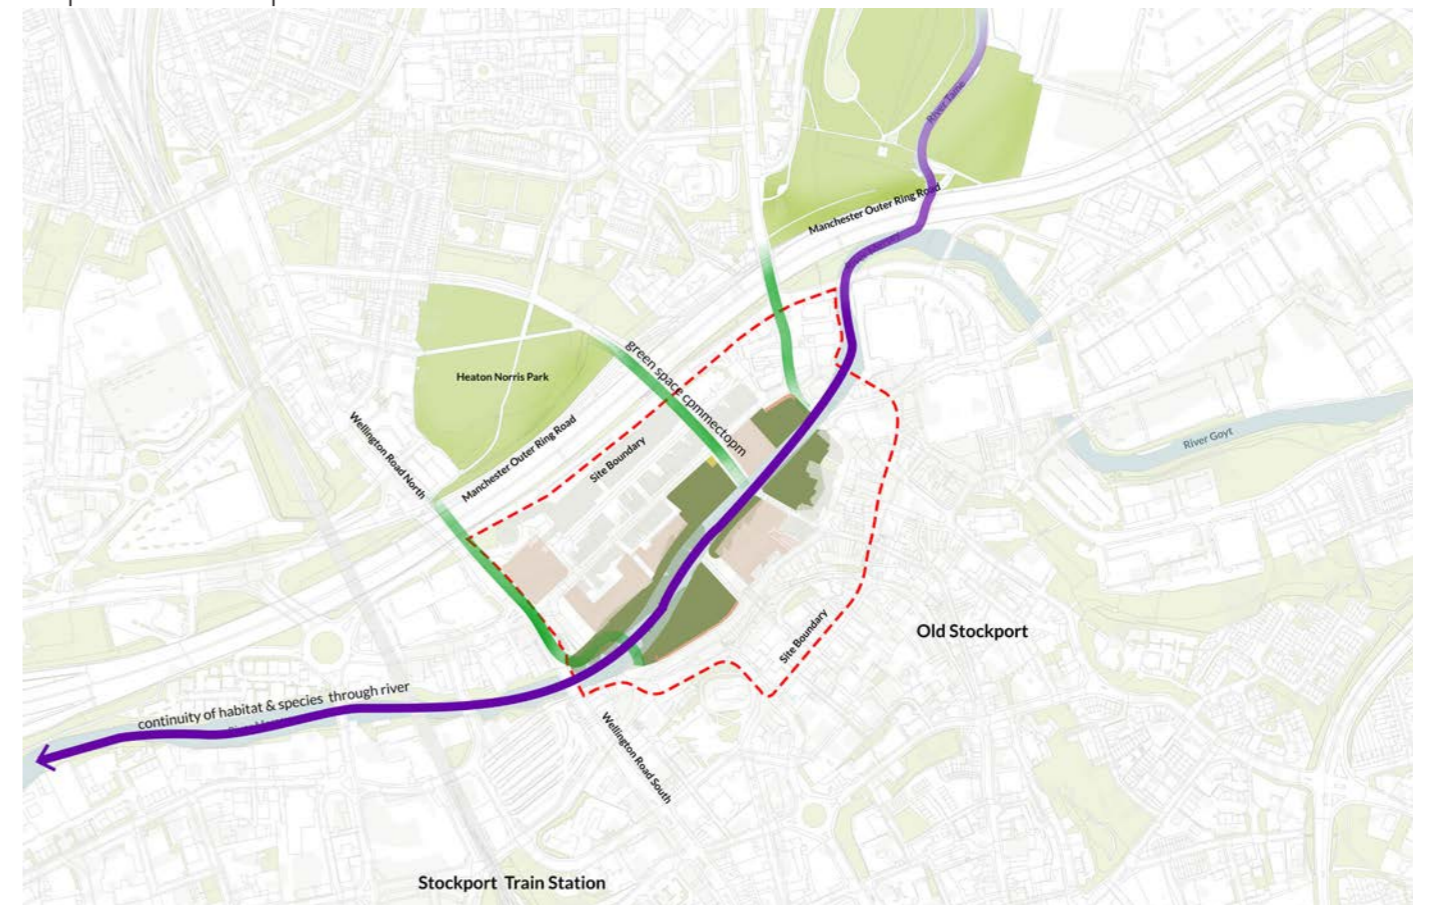 River Tame
Manchester Outer Ring Road
green space cpmmectopm
Heaton Norris Park
Wellington Road North
Manchester Outer Ring Road
Site Boundary
River Goyt
Site Boundary
Old Stockport
continuity of habitat & species through river
Wellington Road South
Stockport Train Station